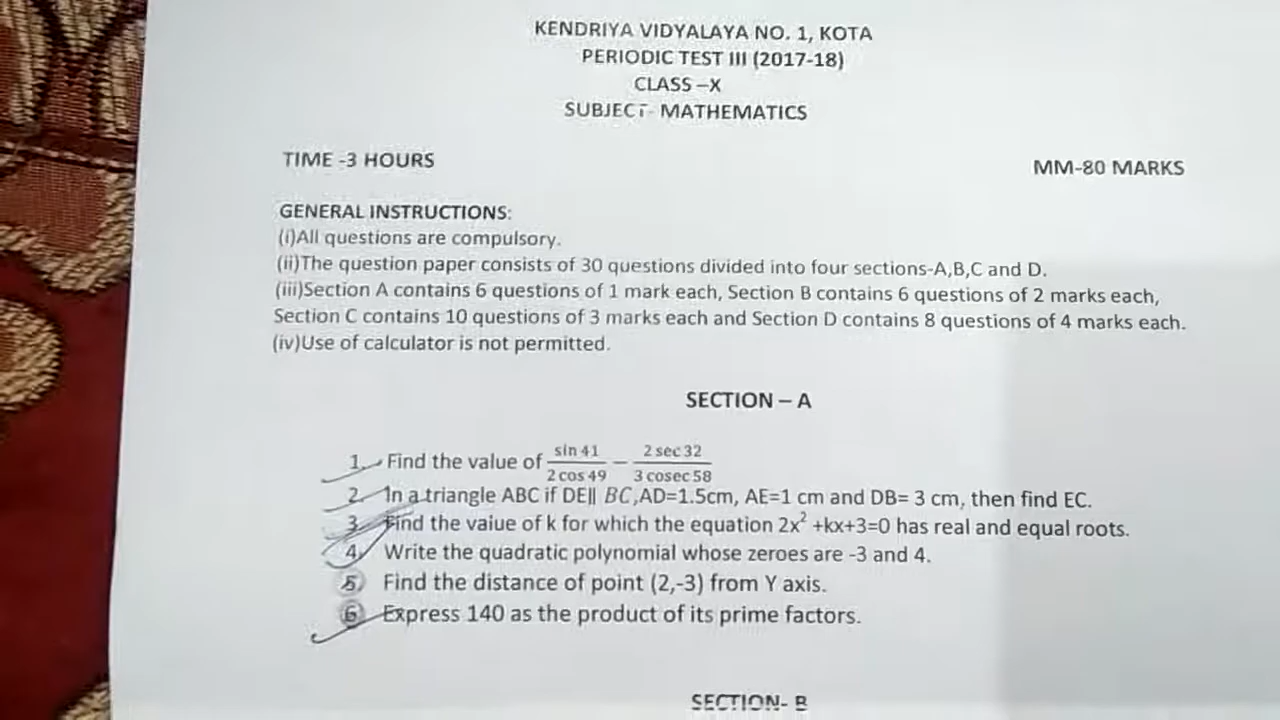 KENDRIYA VIDYALAYA NO. 1, KOTA
PERIODIC TEST III (2017-18)
CLASS –X
SUBJECT- MATHEMATICS
TIME -3 HOURS
MM-80 MARKS
GENERAL INSTRUCTIONS:
(i)All questions are compulsory.
(ii)The question paper consists of 30 questions divided into four sections-A,B,C and D.
(iii)Section A contains 6 questions of 1 mark each, Section B contains 6 questions of 2 marks each,
Section C contains 10 questions of 3 marks each and Section D contains 8 questions of 4 marks each.
(iv)Use of calculator is not permitted.
SECTION – A
1. Find the value of sin 41 / 2 cos 49 − 2 sec 32 / 3 cosec 58
2. In a triangle ABC if DE|| BC,AD=1.5cm, AE=1 cm and DB= 3 cm, then find EC.
3. Find the value of k for which the equation 2x² +kx+3=0 has real and equal roots.
4. Write the quadratic polynomial whose zeroes are -3 and 4.
5 Find the distance of point (2,-3) from Y axis.
6 Express 140 as the product of its prime factors.
SECTION- B